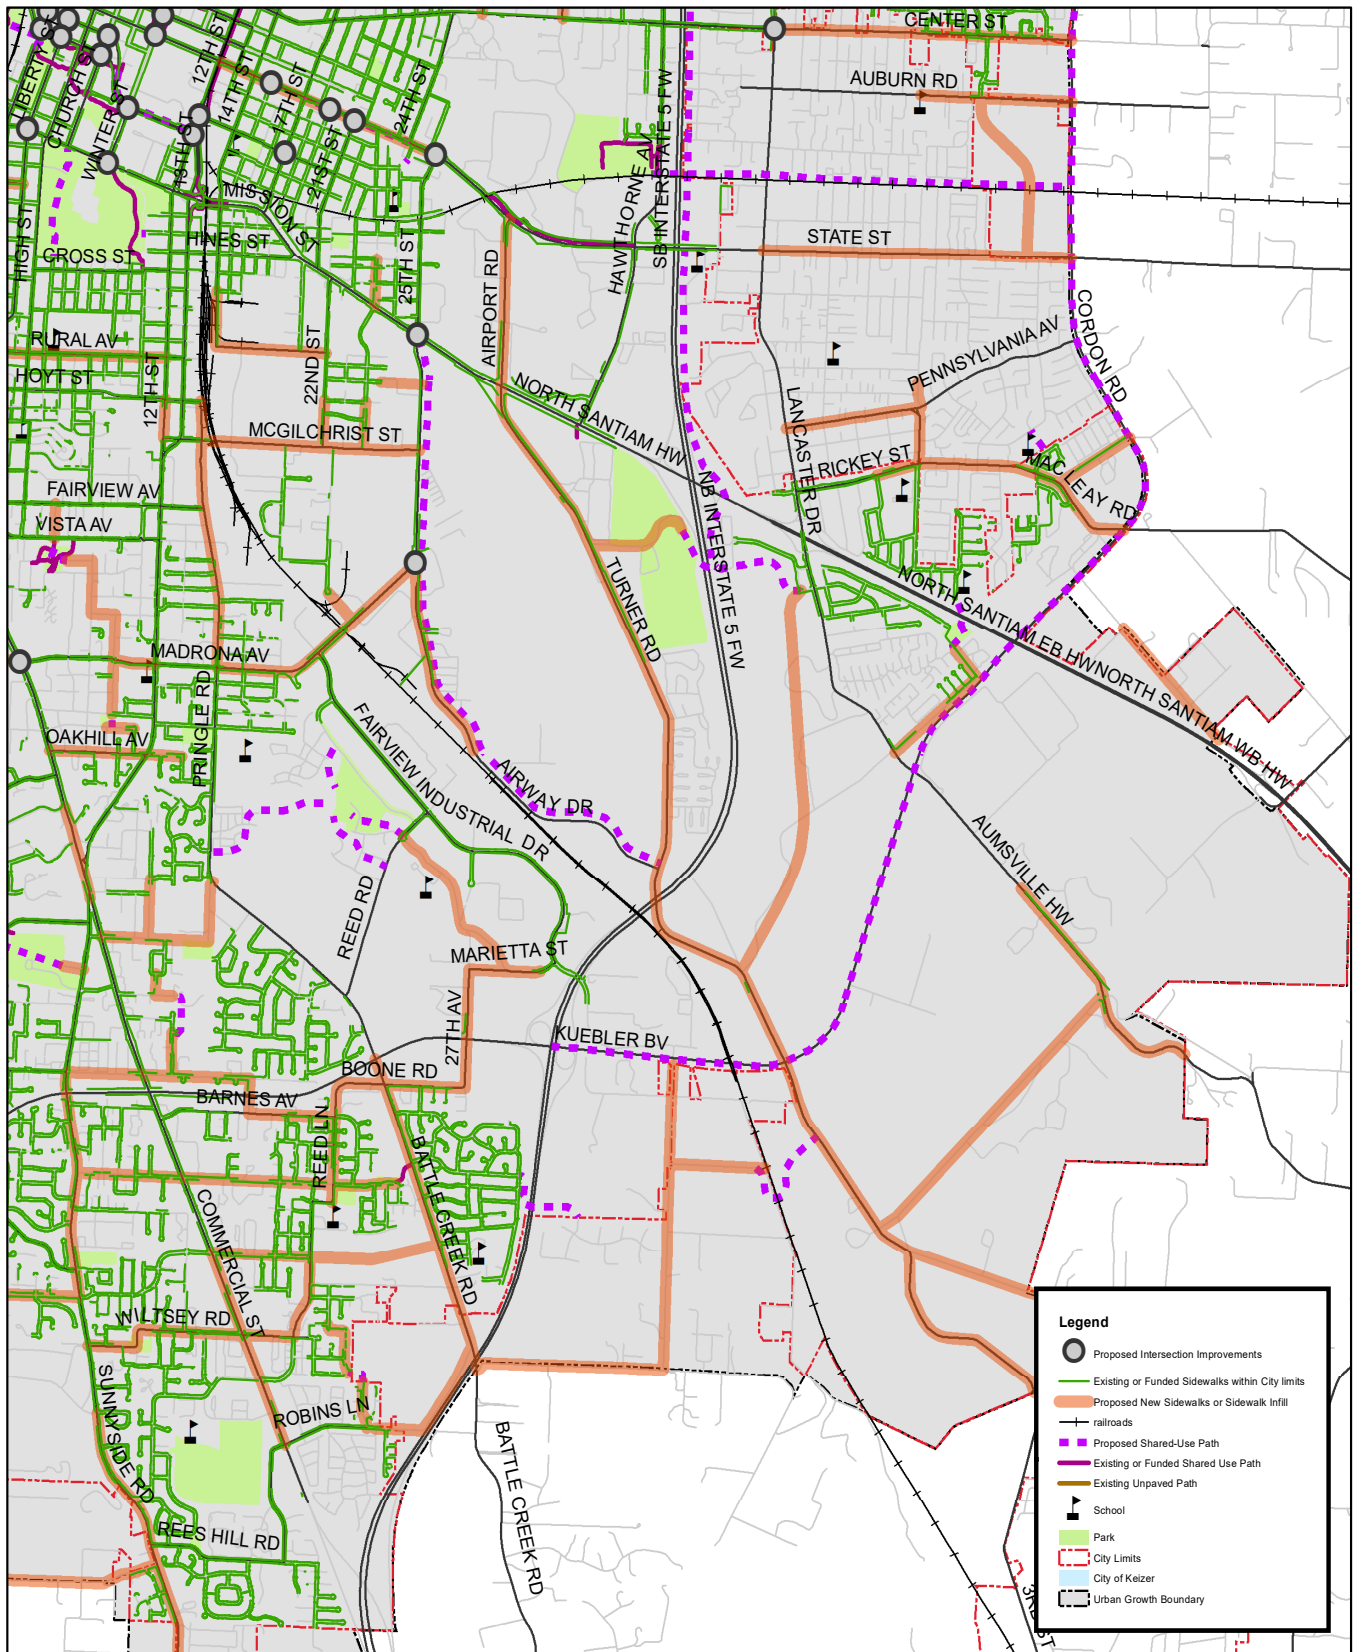 CENTER ST
AUBURN RD
LIBERTY ST
CHURCH ST
WINTER ST
12TH ST
14TH ST
17TH ST
13TH ST
21ST ST
24TH ST
MISSION ST
HINES ST
CROSS ST
HIGH ST
25TH ST
AIRPORT RD
HAWTHORNE AV
SB INTERSTATE 5 FW
STATE ST
CORDON RD
RURAL AV
HOYT ST
12TH ST
22ND ST
MCGILCHRIST ST
NORTH SANTIAM HW
PENNSYLVANIA AV
LANCASTER DR
RICKEY ST
MAC LEAY RD
FAIRVIEW AV
VISTA AV
NB INTERSTATE 5 FW
TURNER RD
NORTH SANTIAM EB HW
NORTH SANTIAM WB HW
MADRONA AV
PRINGLE RD
OAKHILL AV
FAIRVIEW INDUSTRIAL DR
AIRWAY DR
AUMSVILLE HW
REED RD
MARIETTA ST
27TH AV
KUEBLER BV
BOONE RD
BARNES AV
REED LN
BATTLE CREEK RD
COMMERCIAL ST
WILTSEY RD
SUNNYSIDE RD
ROBINS LN
BATTLE CREEK RD
REES HILL RD
3RD ST
Legend
Proposed Intersection Improvements
Existing or Funded Sidewalks within City limits
Proposed New Sidewalks or Sidewalk Infill
railroads
Proposed Shared-Use Path
Existing or Funded Shared Use Path
Existing Unpaved Path
School
Park
City Limits
City of Keizer
Urban Growth Boundary